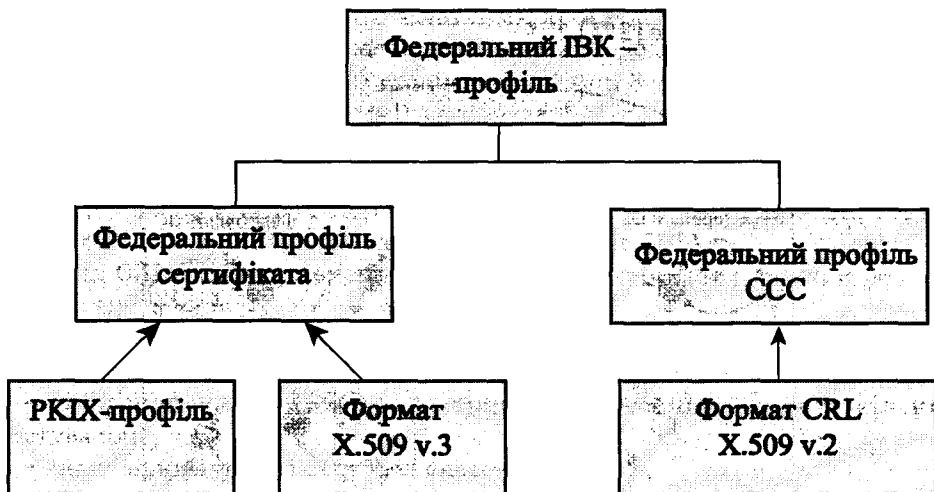 Федеральний ІВК –
–профіль
Федеральний профіль
сертифіката
Федеральний профіль
ССС
PKIX-профіль
Формат
X.509 v.3
Формат CRL
X.509 v.2